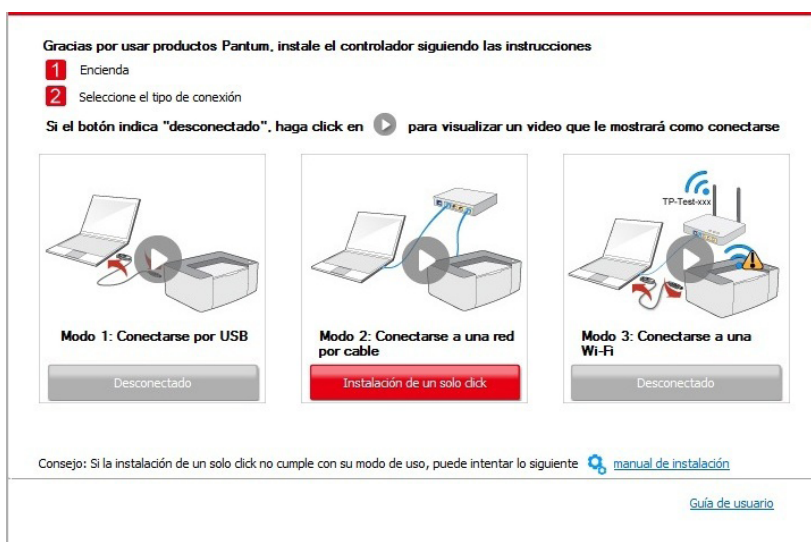 Gracias por usar productos Pantum, instale el controlador siguiendo las instrucciones
1 Encienda
2 Seleccione el tipo de conexión
Si el botón indica "desconectado", haga click en para visualizar un video que le mostrará como conectarse
TP-Test-xxx
Modo 1: Conectarse por USB
Desconectado
Modo 2: Conectarse a una red
por cable
Instalación de un solo click
Modo 3: Conectarse a una
Wi-Fi
Desconectado
Consejo: Si la instalación de un solo click no cumple con su modo de uso, puede intentar lo siguiente manual de instalación
Guía de usuario